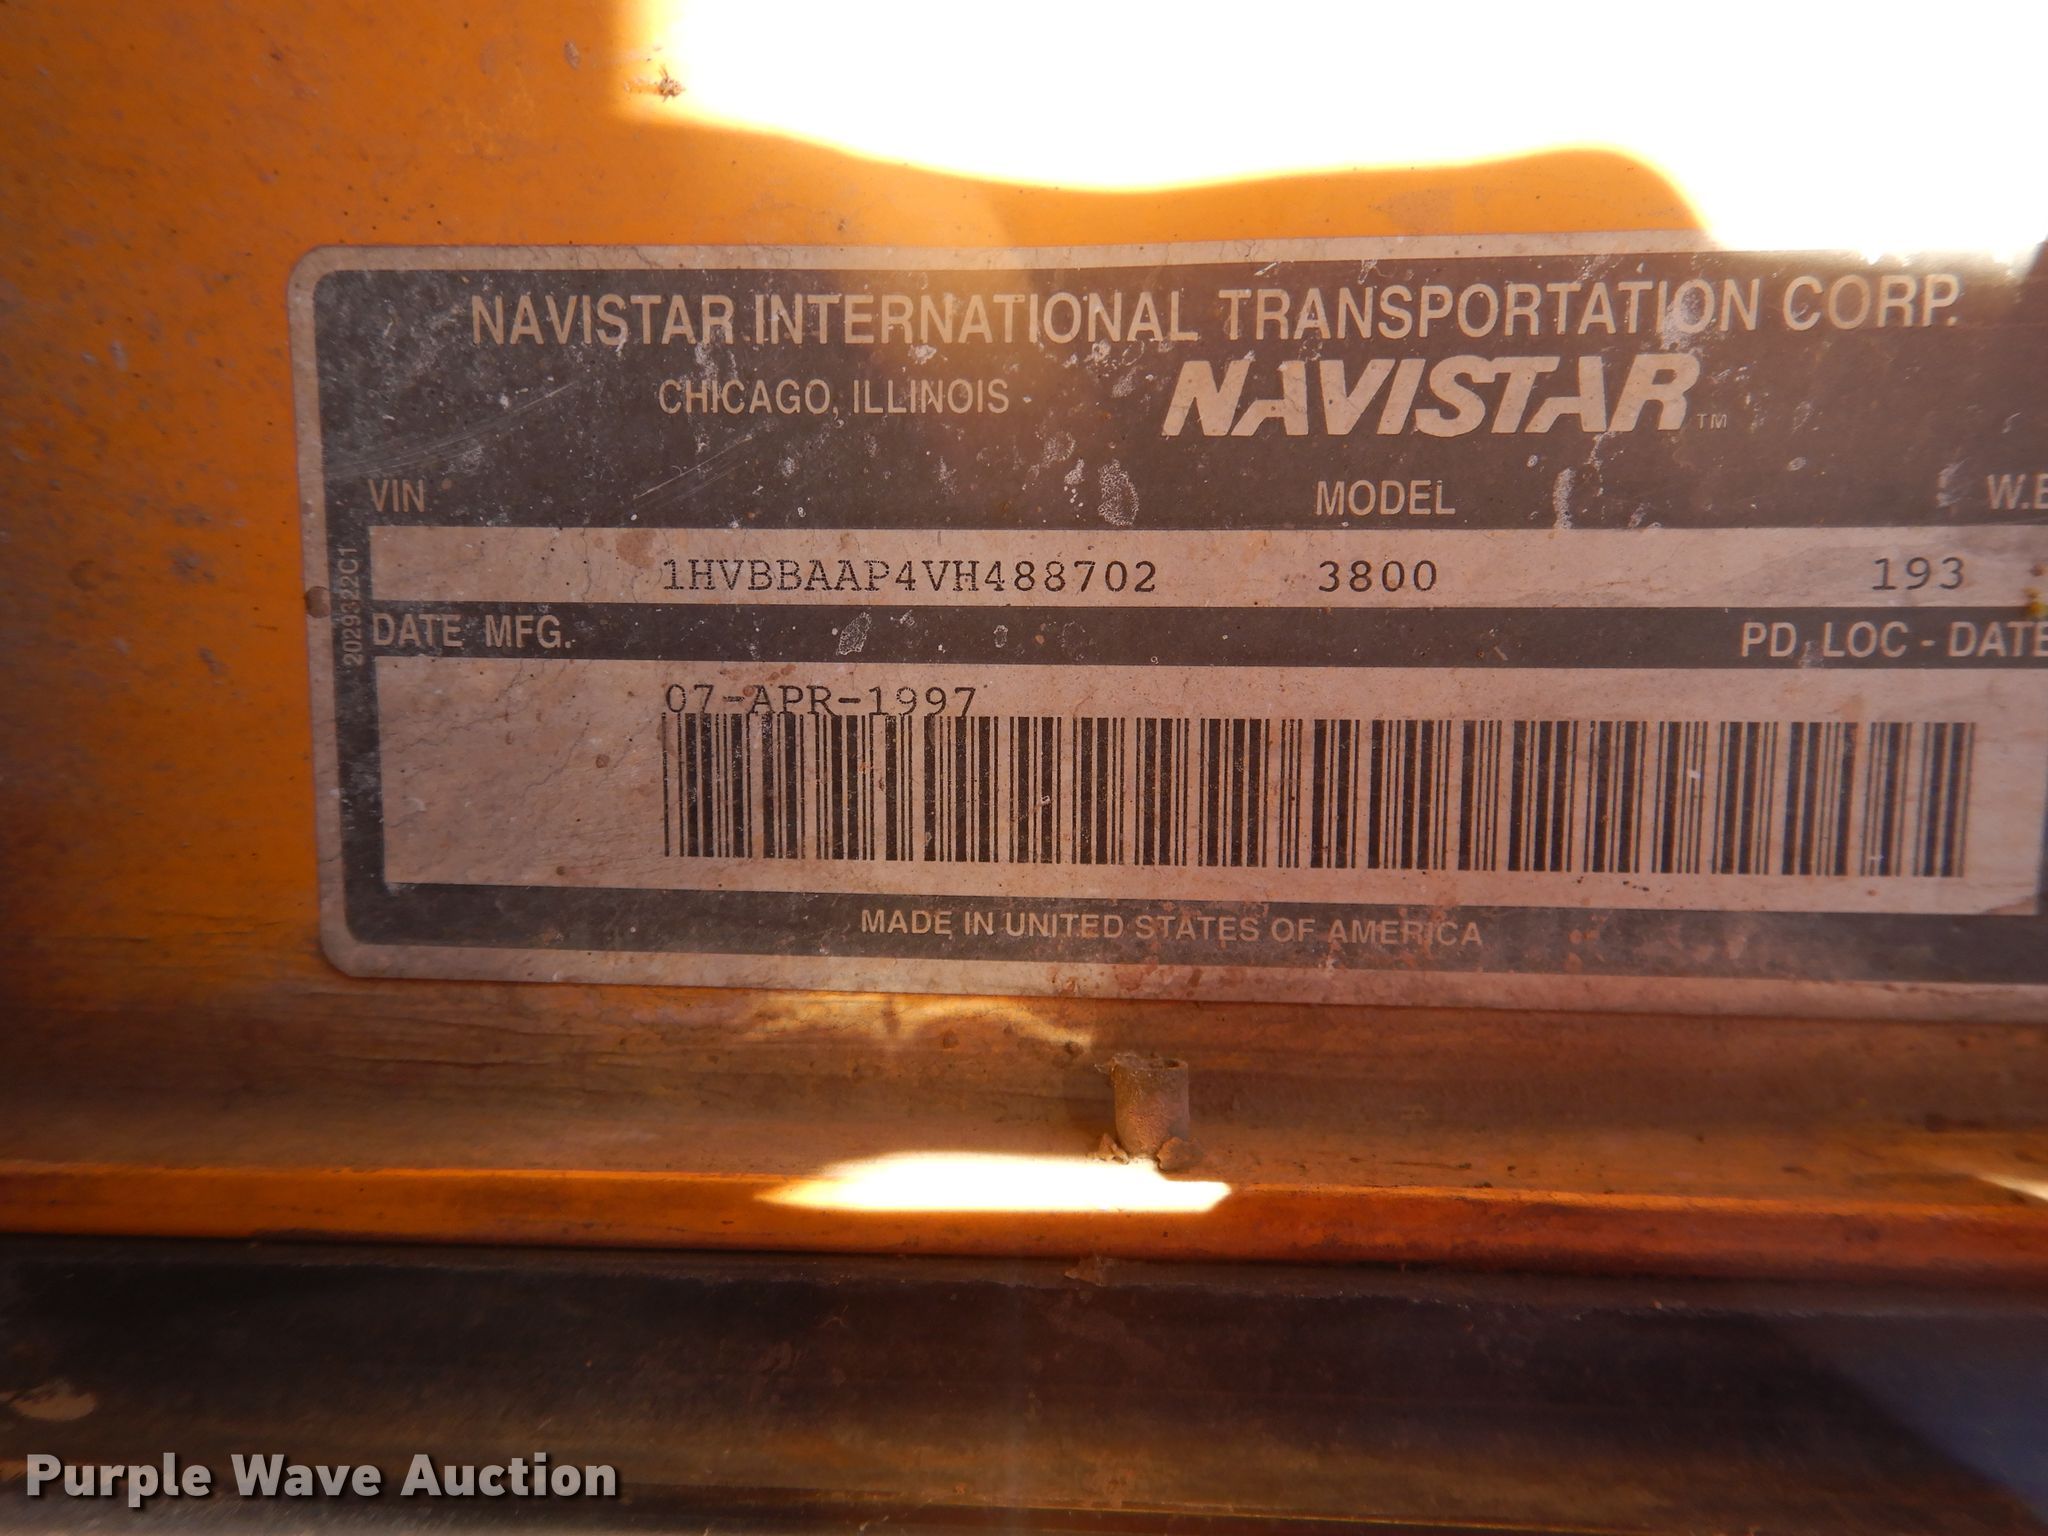 NAVISTAR INTERNATIONAL TRANSPORTATION CORP.
CHICAGO, ILLINOIS NAVISTAR™
VIN MODEL W.B
1HVBBAAP4VH488702 3800 193
2029322C1
DATE MFG. PD. LOC - DATE
07-APR-1997
MADE IN UNITED STATES OF AMERICA
Purple Wave Auction